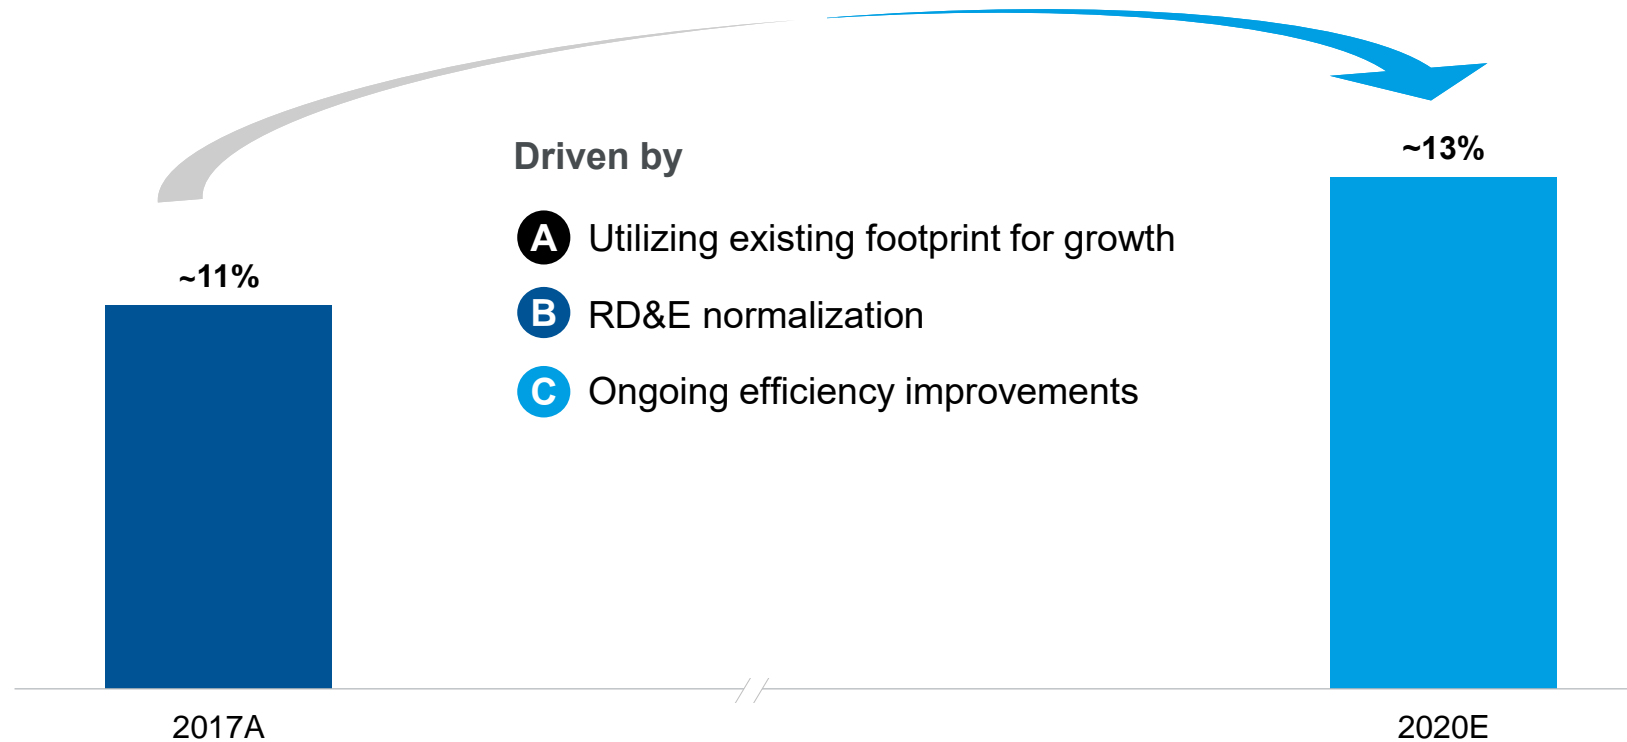 Driven by
~13%
A Utilizing existing footprint for growth
~11%
B RD&E normalization
C Ongoing efficiency improvements
2017A
2020E